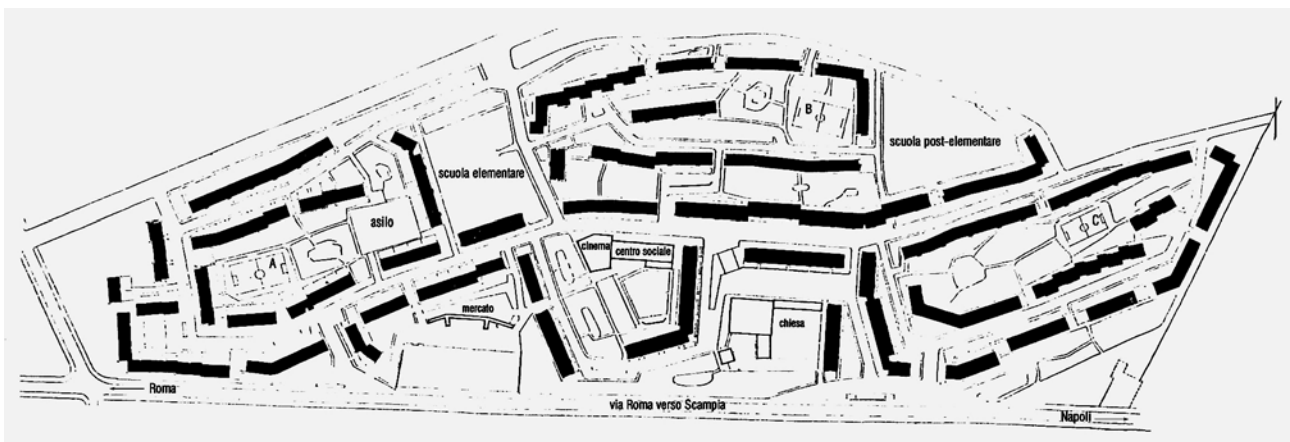 B
scuola post-elementare
scuola elementare
asilo
C
cinema
centro sociale
A
mercato
chiesa
Roma
via Roma verso Scampia
Napoli